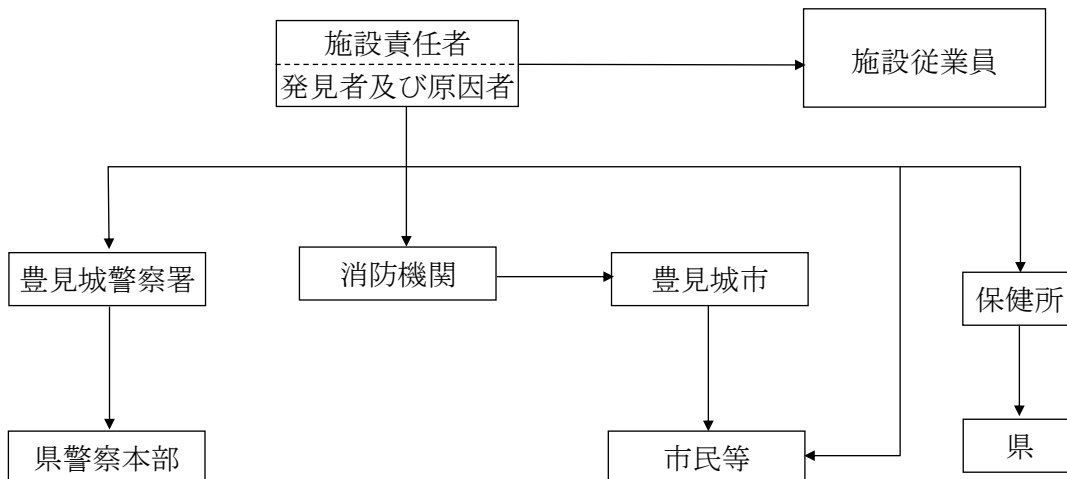 施設責任者
発見者及び原因者
施設従業員
豊見城警察署
消防機関
豊見城市
保健所
県警察本部
市民等
県